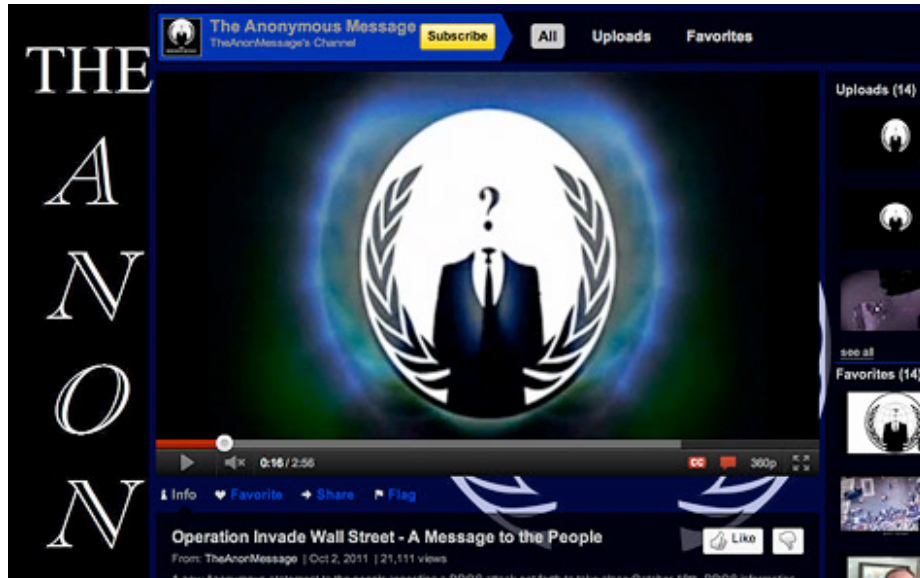 THE
A
N
O
N
The Anonymous Message
TheAnonMessage's Channel
Subscribe
All
Uploads
Favorites
?
Uploads (14)
see all
Favorites (14)
0:16 / 2:56
CC
360p
Info
Favorite
Share
Flag
Operation Invade Wall Street - A Message to the People
Like
From: TheAnonMessage | Oct 2, 2011 | 21,111 views